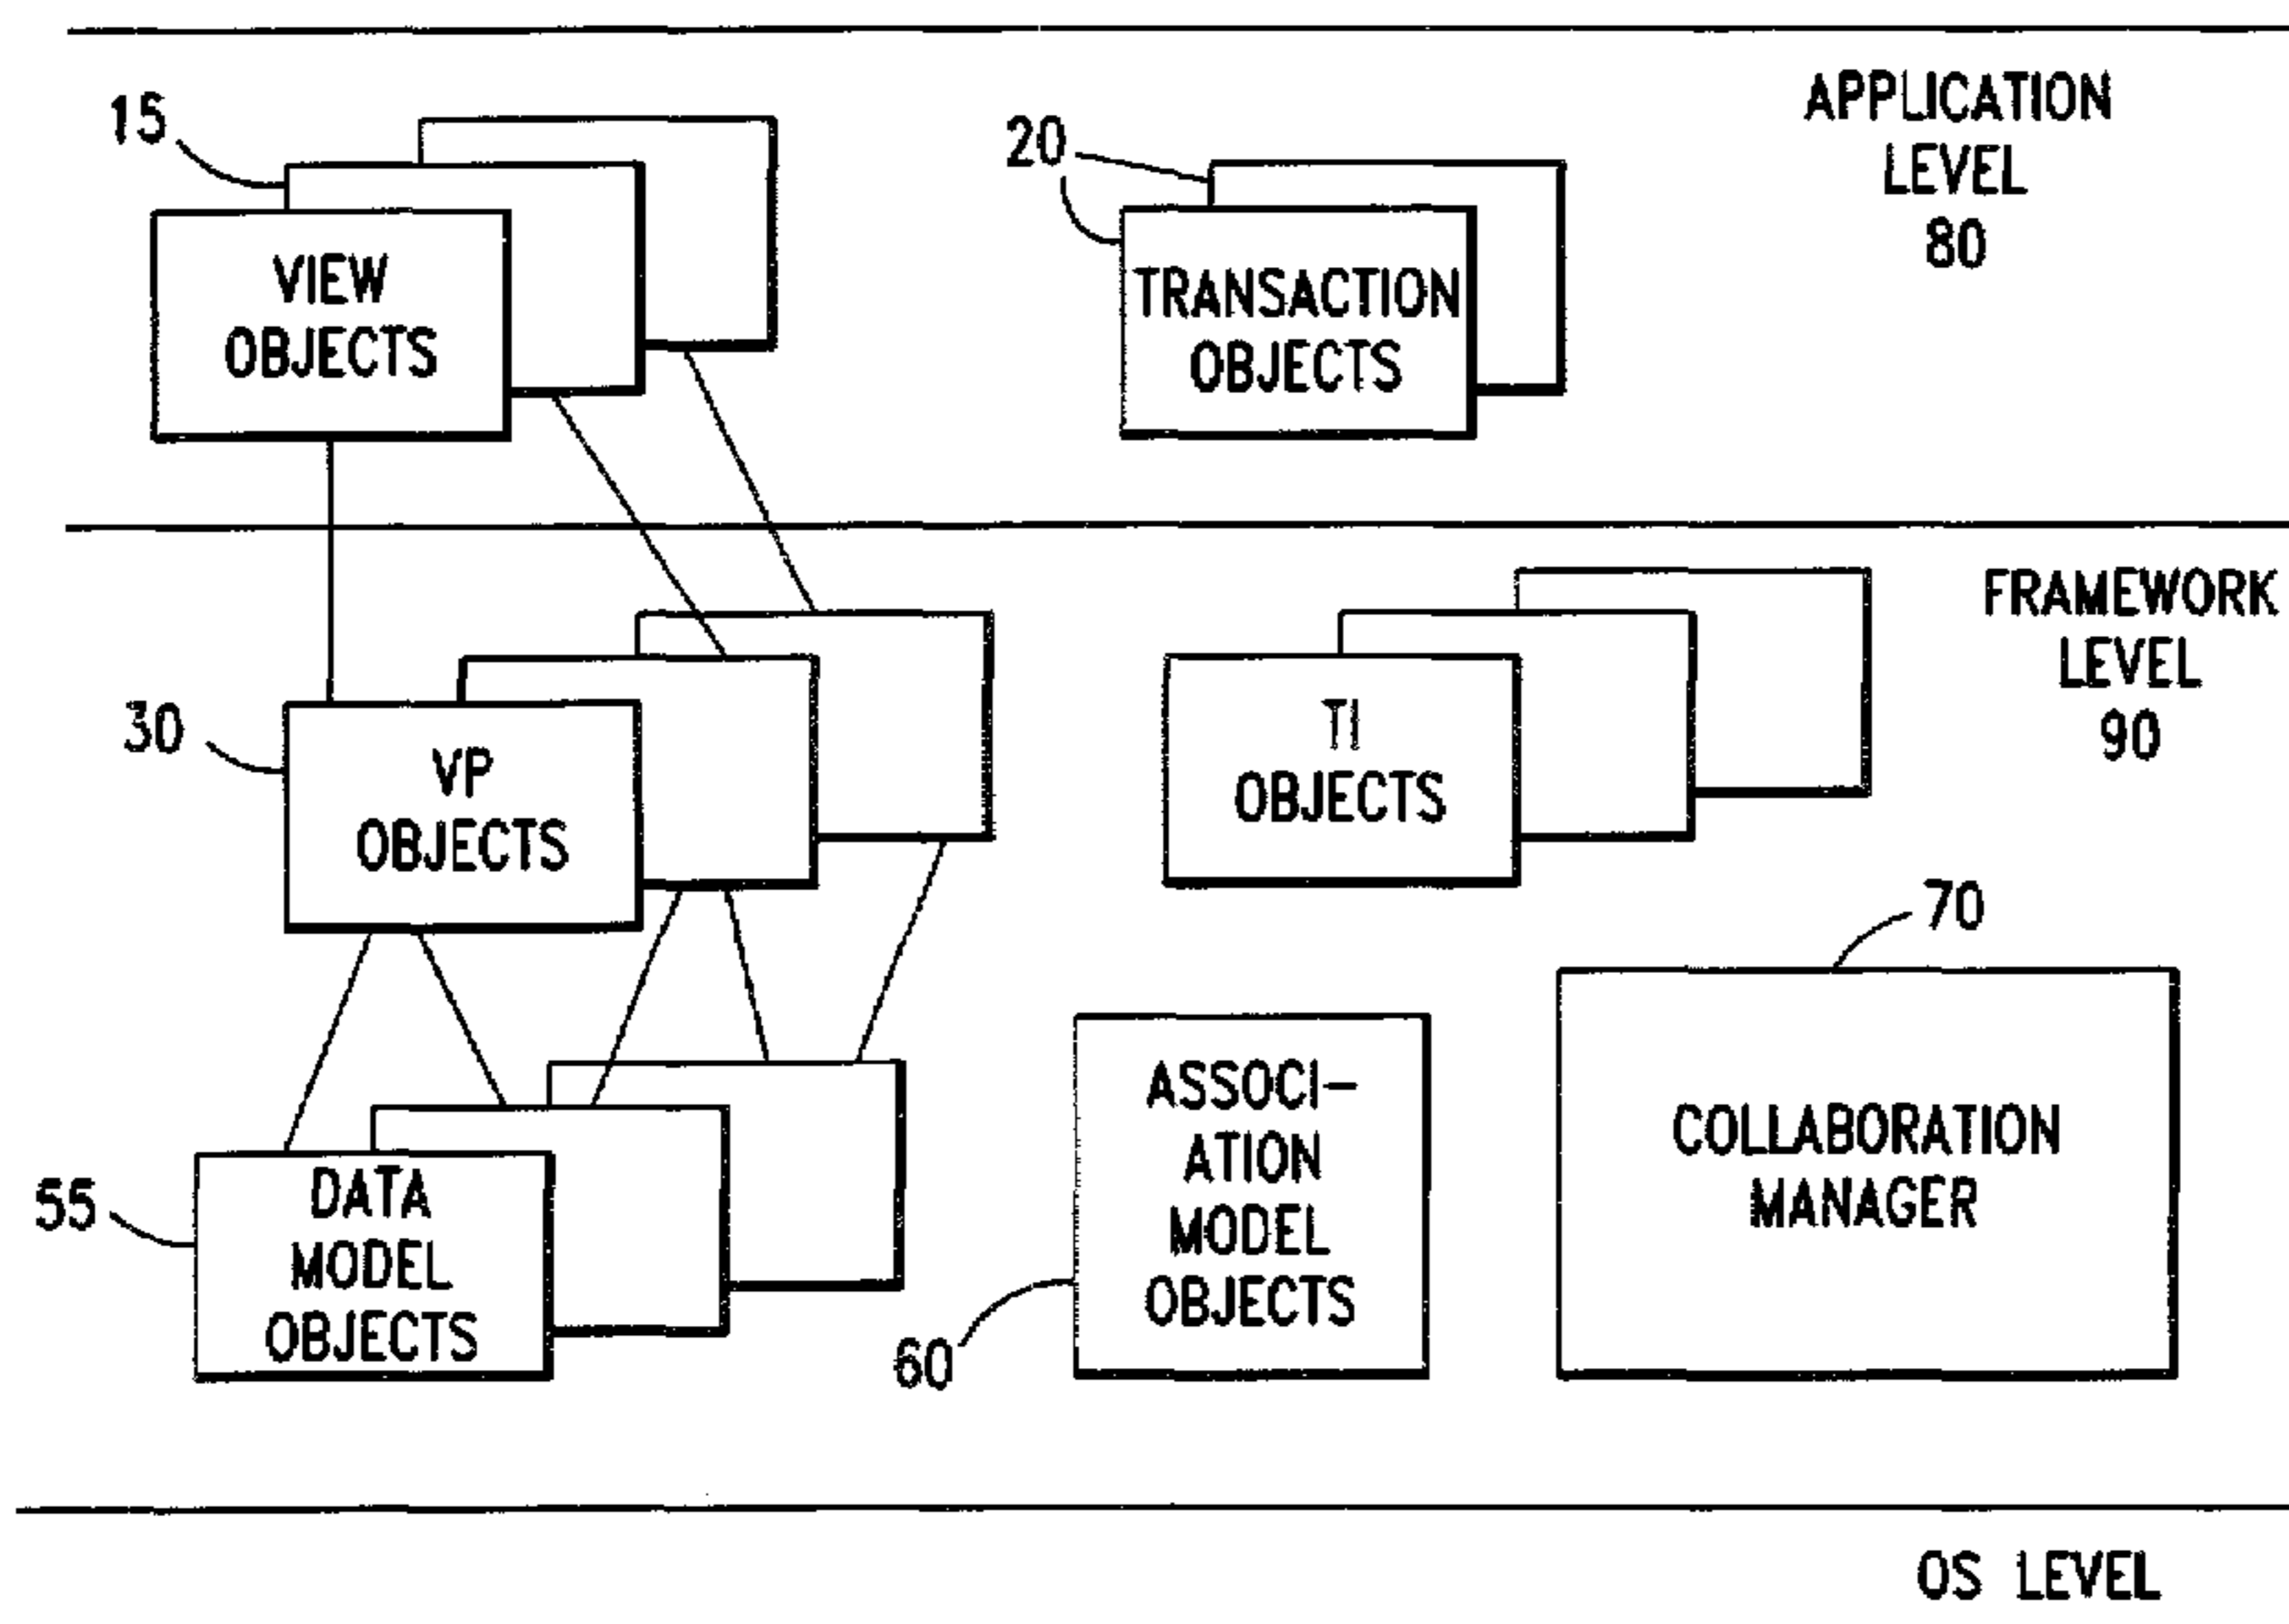 15
VIEW
OBJECTS
20
TRANSACTION
OBJECTS
APPLICATION
LEVEL
80
30
VP
OBJECTS
TI
OBJECTS
FRAMEWORK
LEVEL
90
55
DATA
MODEL
OBJECTS
60
ASSOCI-
ATION
MODEL
OBJECTS
70
COLLABORATION
MANAGER
OS LEVEL